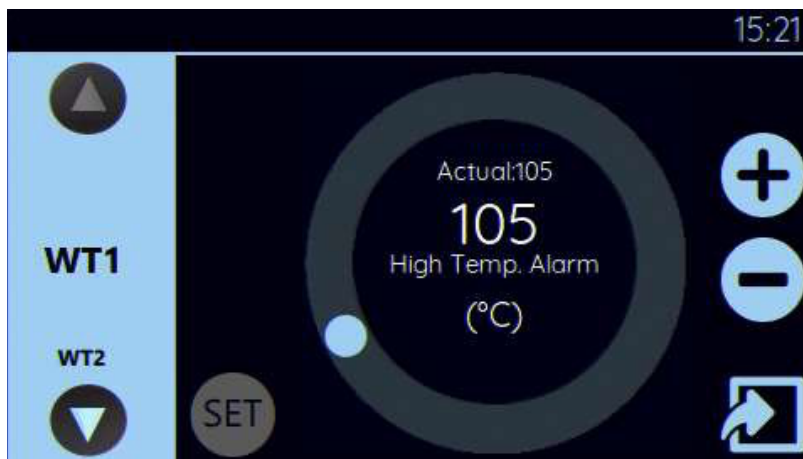 15:21
WT1
WT2
Actual:105
105
High Temp. Alarm
(°C)
SET